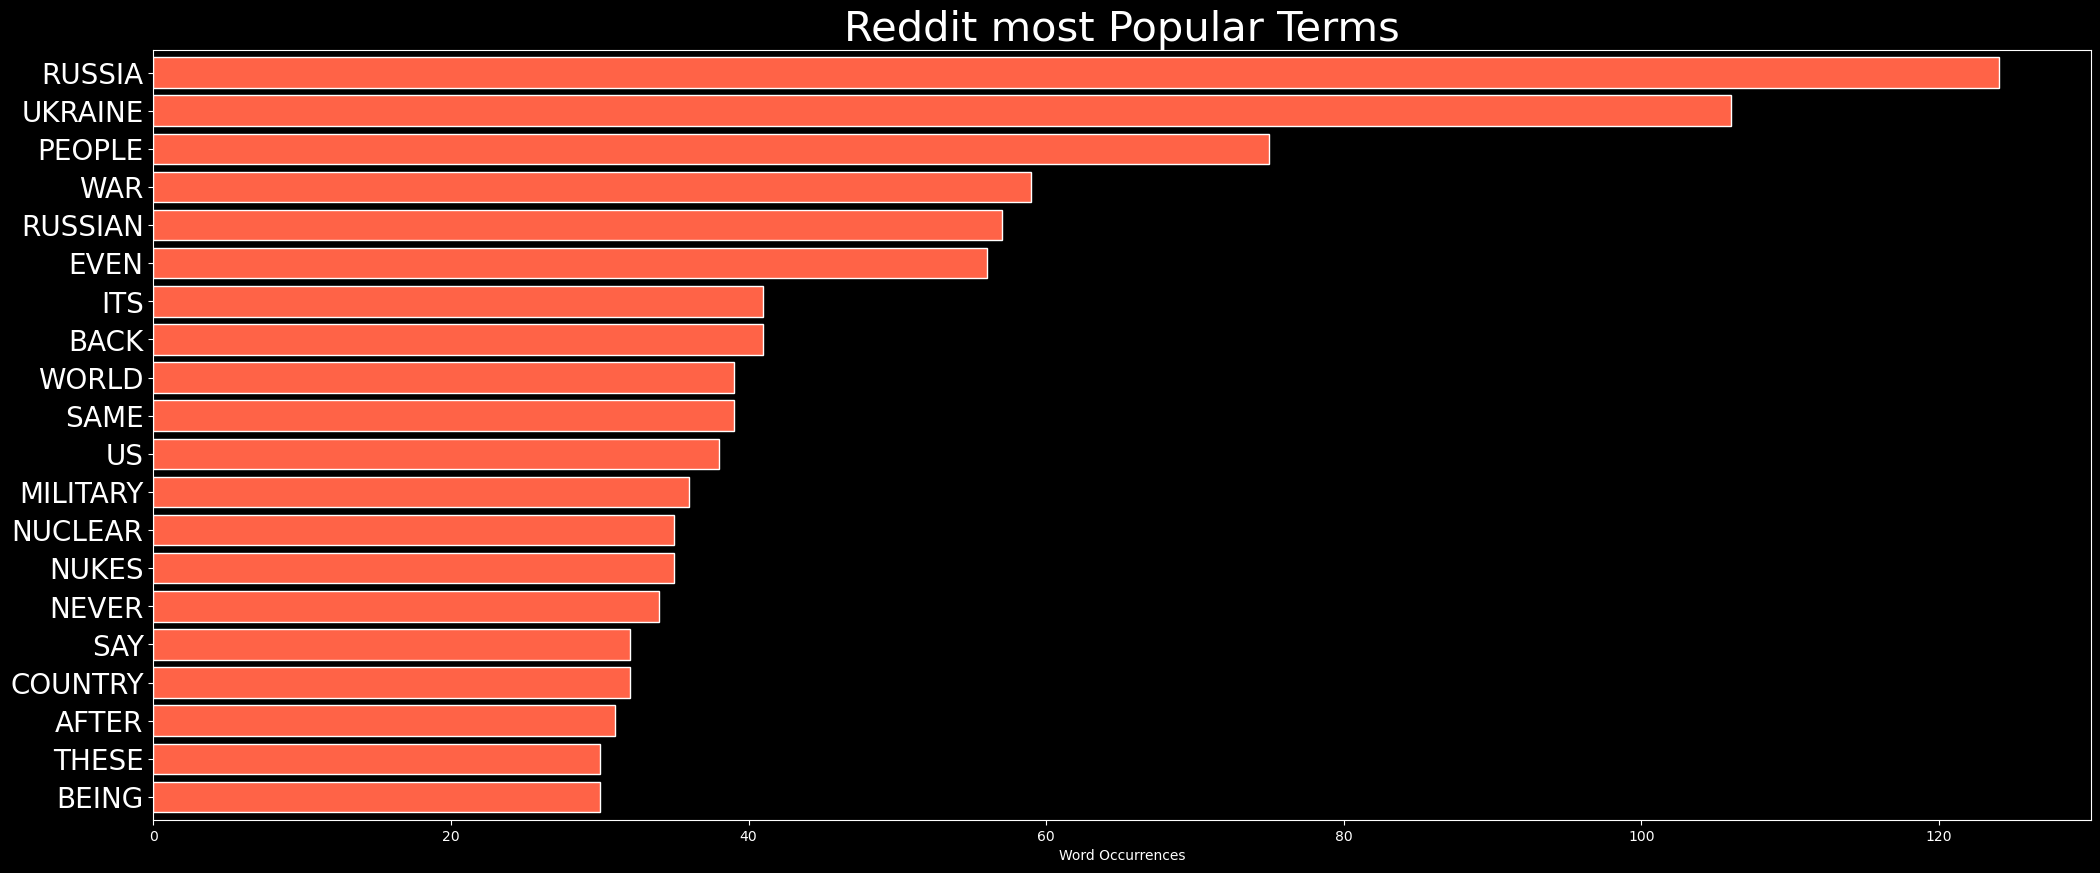 Reddit most Popular Terms
RUSSIA
UKRAINE
PEOPLE
WAR
RUSSIAN
EVEN
ITS
BACK
WORLD
SAME
US
MILITARY
NUCLEAR
NUKES
NEVER
SAY
COUNTRY
AFTER
THESE
BEING
0 20 40 60 80 100 120
Word Occurrences